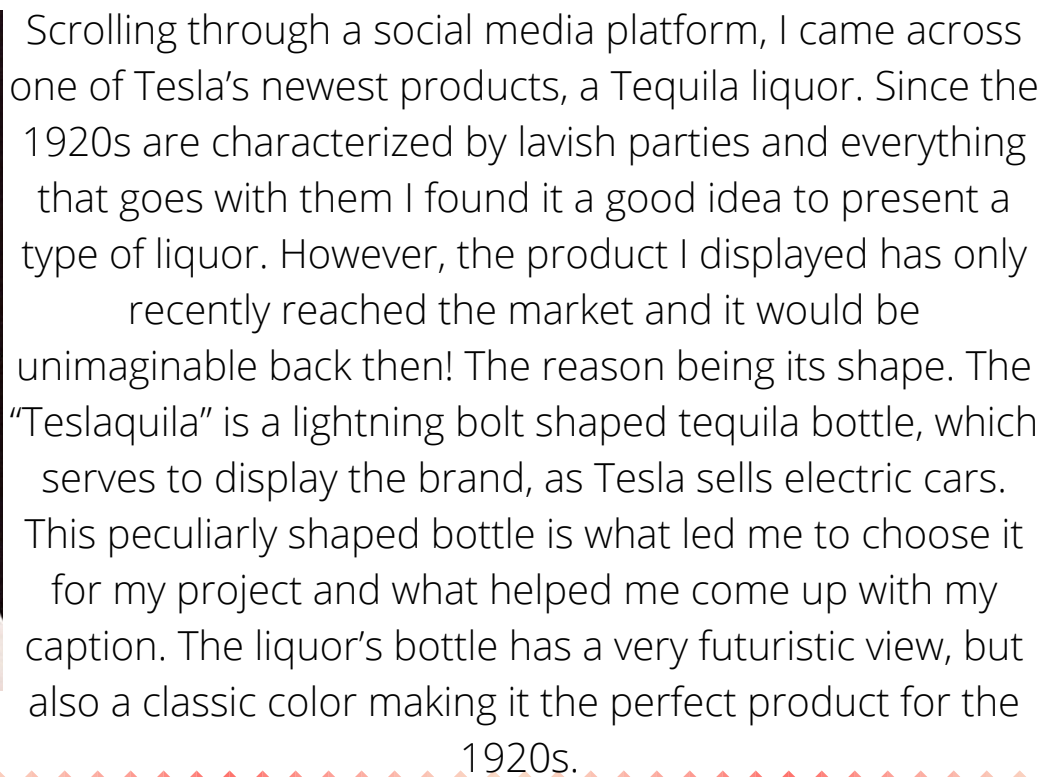 Scrolling through a social media platform, I came across
one of Tesla’s newest products, a Tequila liquor. Since the
1920s are characterized by lavish parties and everything
that goes with them I found it a good idea to present a
type of liquor. However, the product I displayed has only
recently reached the market and it would be
unimaginable back then! The reason being its shape. The
“Teslaquila” is a lightning bolt shaped tequila bottle, which
serves to display the brand, as Tesla sells electric cars.
This peculiarly shaped bottle is what led me to choose it
for my project and what helped me come up with my
caption. The liquor’s bottle has a very futuristic view, but
also a classic color making it the perfect product for the
1920s.